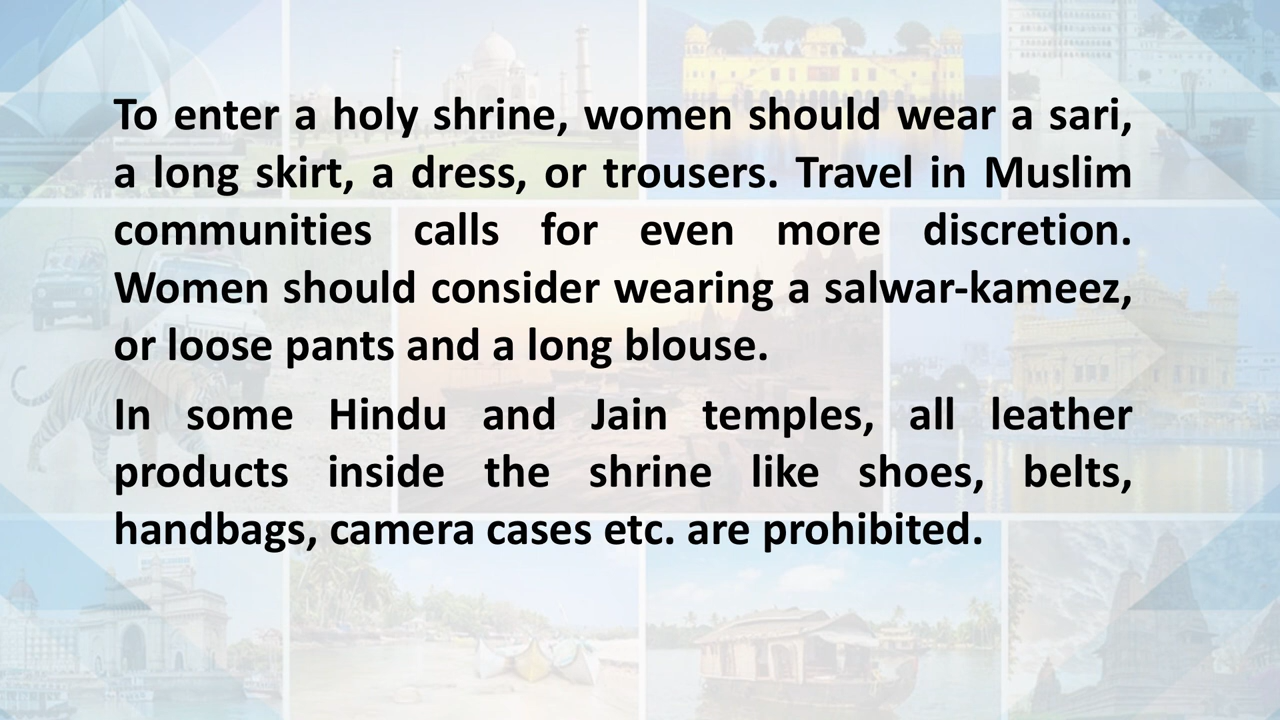 To enter a holy shrine, women should wear a sari,
a long skirt, a dress, or trousers. Travel in Muslim
communities calls for even more discretion.
Women should consider wearing a salwar-kameez,
or loose pants and a long blouse.
In some Hindu and Jain temples, all leather
products inside the shrine like shoes, belts,
handbags, camera cases etc. are prohibited.